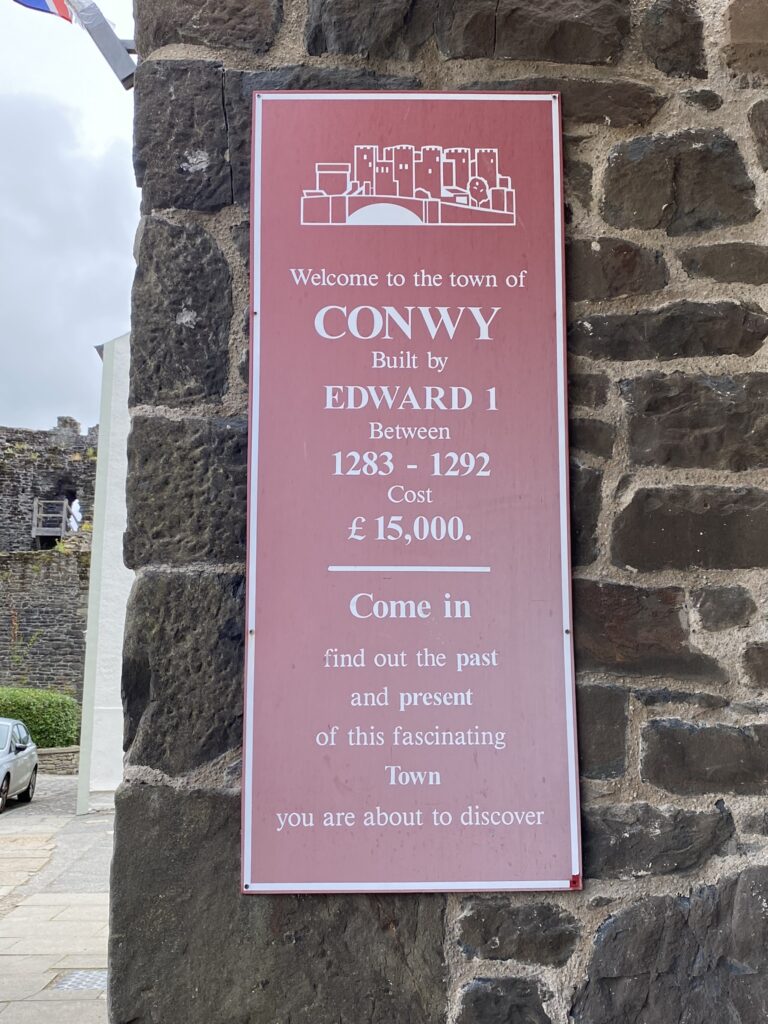 Welcome to the town of
CONWY
Built by
EDWARD 1
Between
1283 - 1292
Cost
£ 15,000.
Come in
find out the past
and present
of this fascinating
Town
you are about to discover